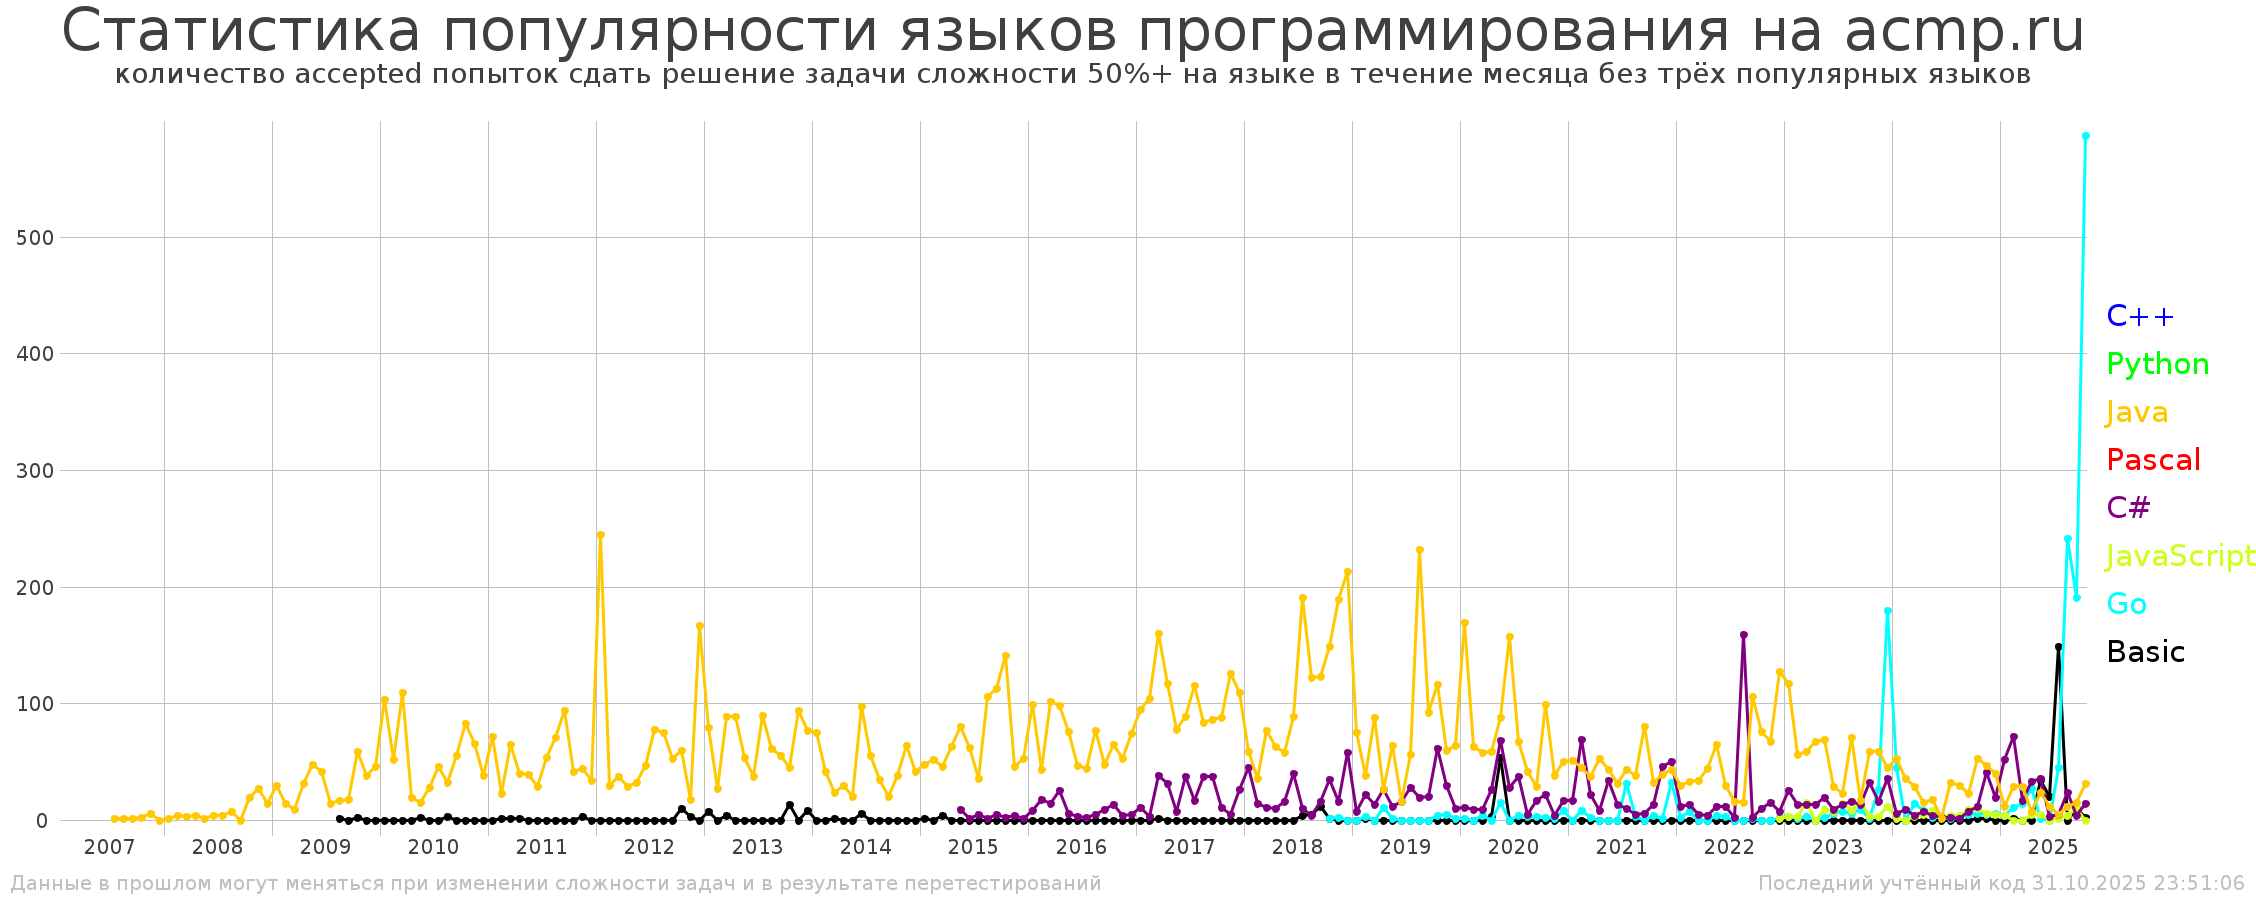 Статистика популярности языков программирования на acmp.ru
количество accepted попыток сдать решение задачи сложности 50%+ на языке в течение месяца без трёх популярных языков
500
400
300
200
100
0
C++
Python
Java
Pascal
C#
JavaScript
Go
Basic
2007 2008 2009 2010 2011 2012 2013 2014 2015 2016 2017 2018 2019 2020 2021 2022 2023 2024 2025
Данные в прошлом могут меняться при изменении сложности задач и в результате перетестирований
Последний учтённый код 31.10.2025 23:51:06